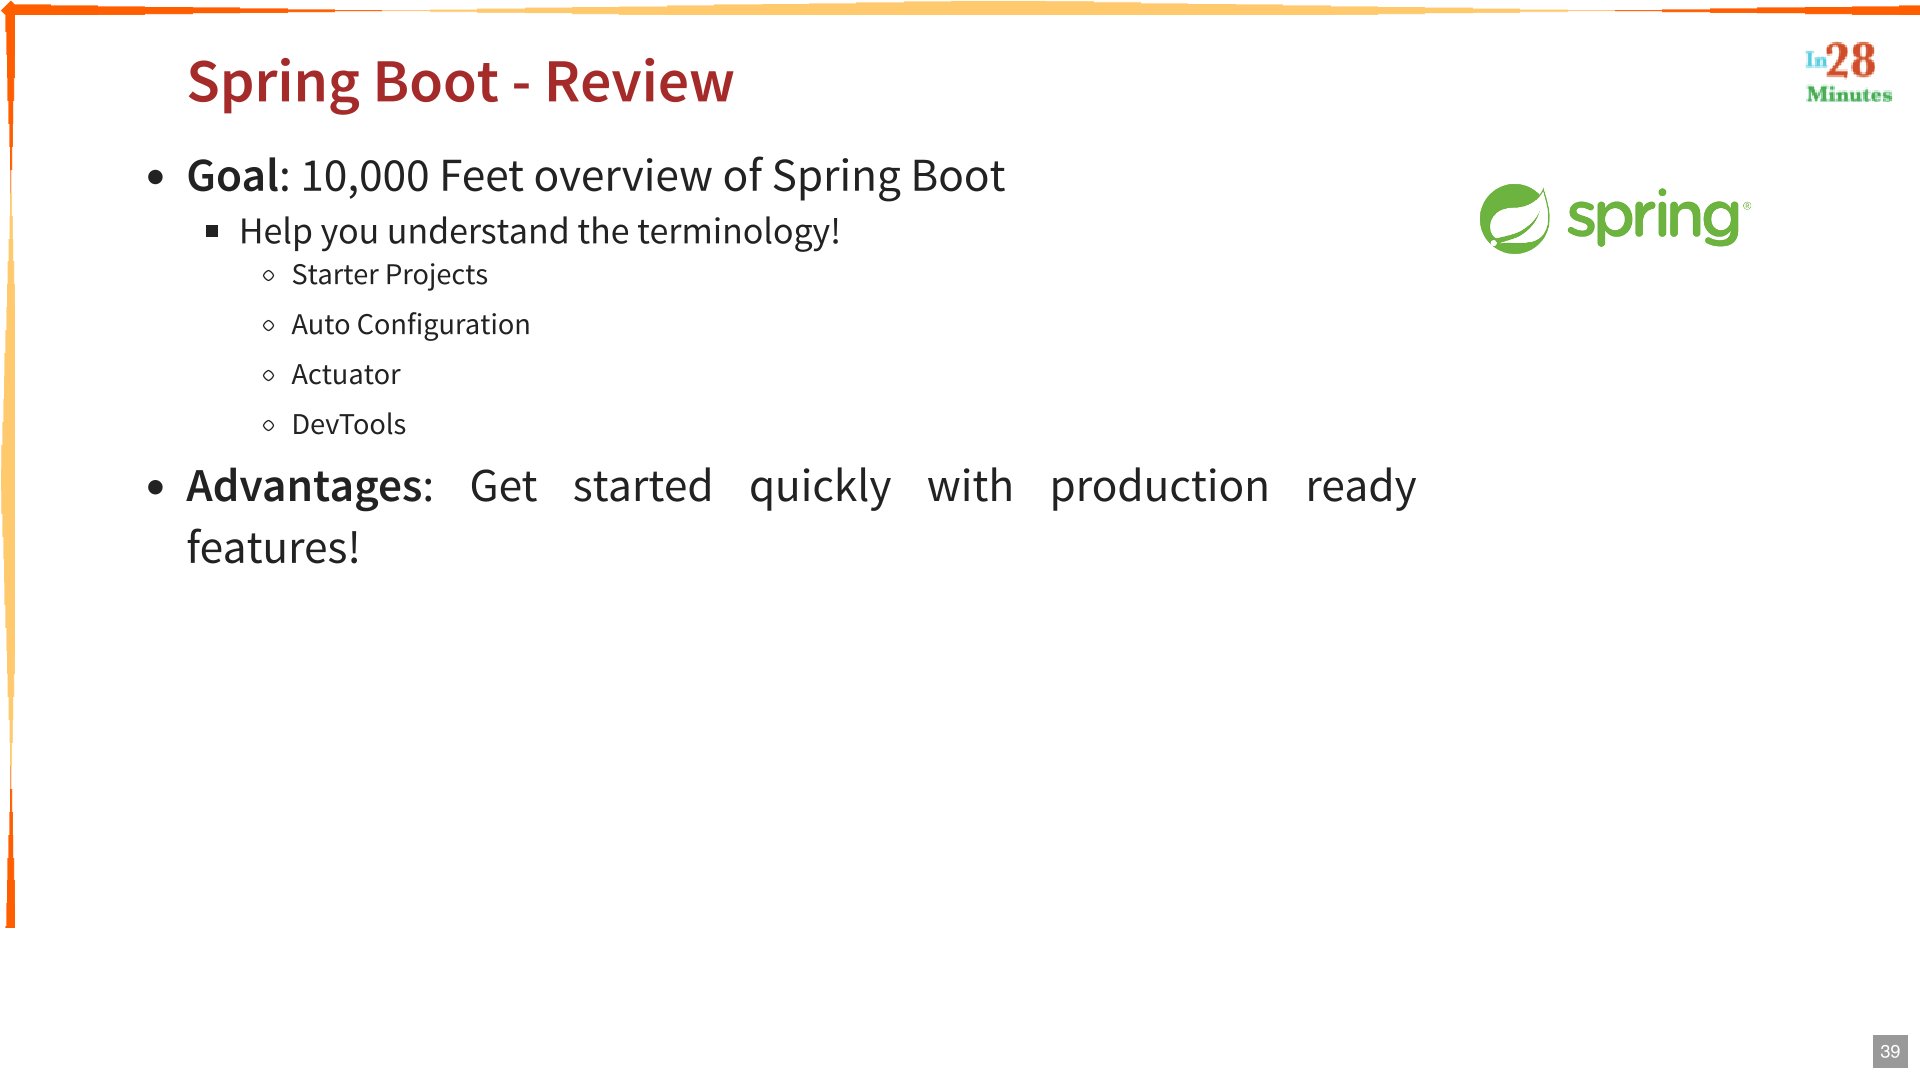 Spring Boot - Review
In28
Minutes
Goal: 10,000 Feet overview of Spring Boot
spring®
Help you understand the terminology!
Starter Projects
Auto Configuration
Actuator
DevTools
Advantages: Get started quickly with production ready
features!
39